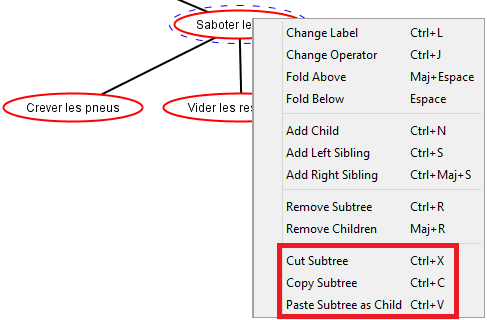 Saboter le
Crever les pneus
Vider les res
Change Label Ctrl+L
Change Operator Ctrl+J
Fold Above Maj+Espace
Fold Below Espace
Add Child Ctrl+N
Add Left Sibling Ctrl+S
Add Right Sibling Ctrl+Maj+S
Remove Subtree Ctrl+R
Remove Children Maj+R
Cut Subtree Ctrl+X
Copy Subtree Ctrl+C
Paste Subtree as Child Ctrl+V